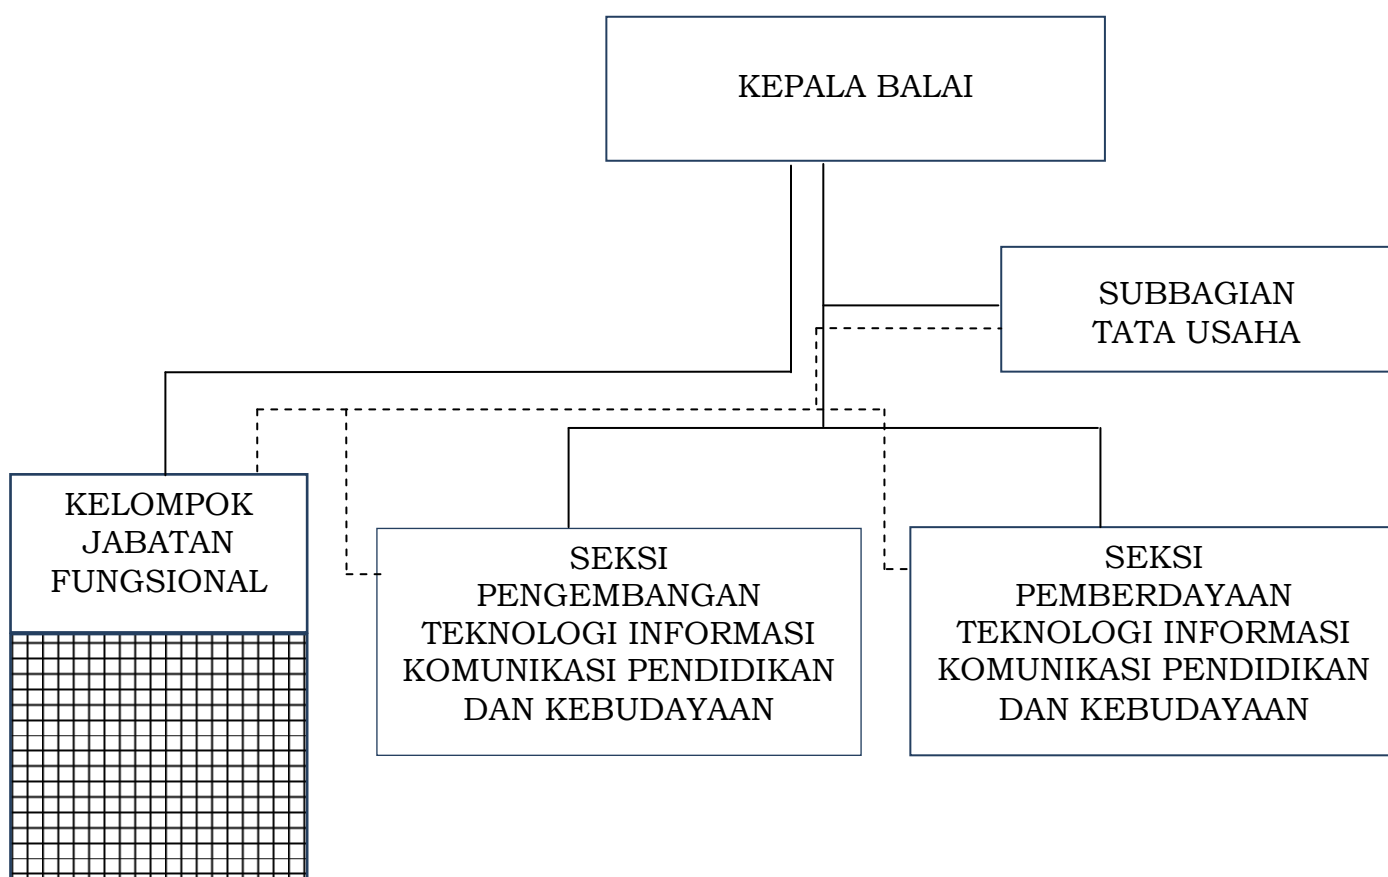 KEPALA BALAI
SUBBAGIAN
TATA USAHA
KELOMPOK
JABATAN
FUNGSIONAL
SEKSI
PENGEMBANGAN
TEKNOLOGI INFORMASI
KOMUNIKASI PENDIDIKAN
DAN KEBUDAYAAN
SEKSI
PEMBERDAYAAN
TEKNOLOGI INFORMASI
KOMUNIKASI PENDIDIKAN
DAN KEBUDAYAAN